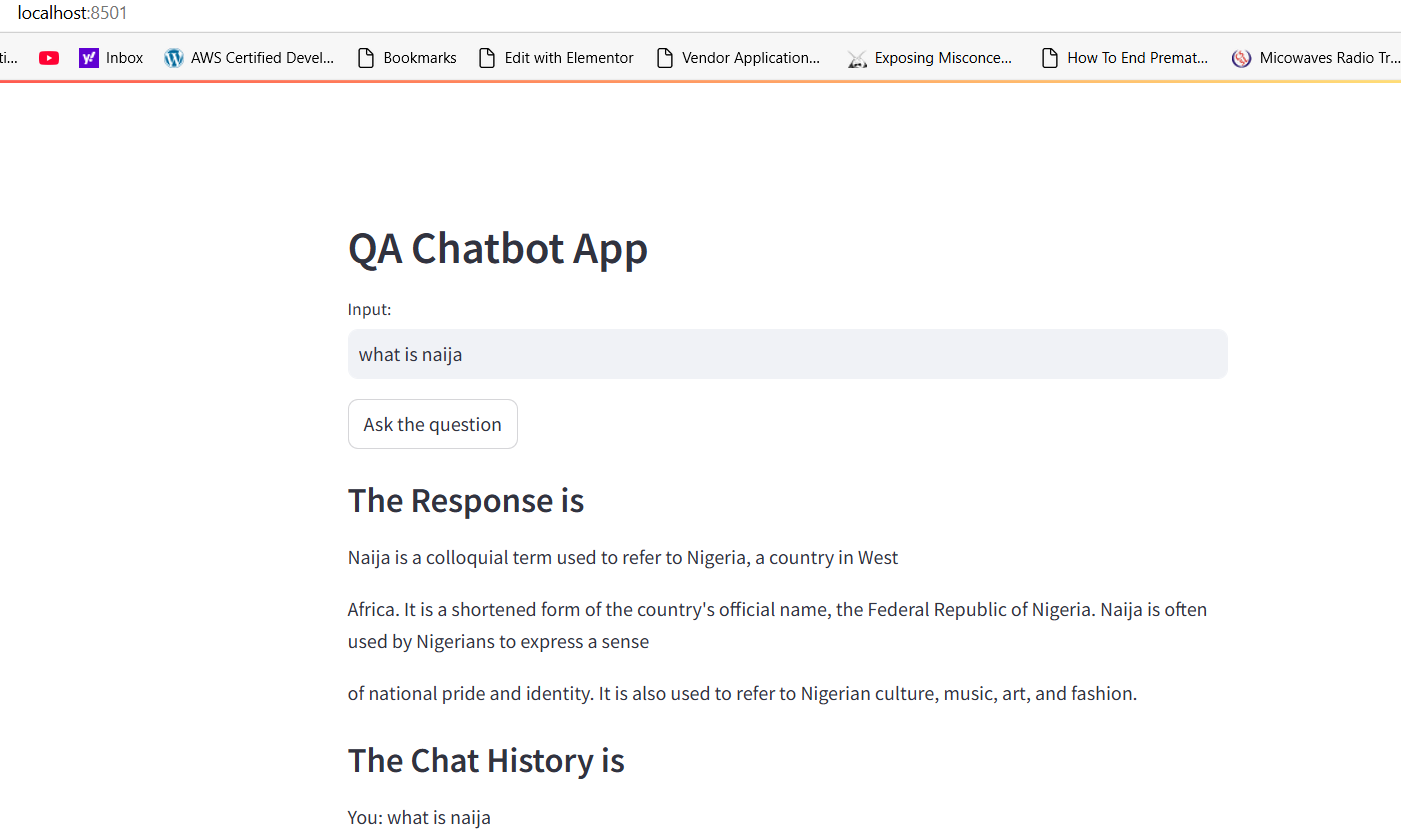 localhost:8501
ti... Inbox AWS Certified Devel... Bookmarks Edit with Elementor Vendor Application... Exposing Misconce... How To End Premat... Micowaves Radio Tr...
QA Chatbot App
Input:
what is naija
Ask the question
The Response is
Naija is a colloquial term used to refer to Nigeria, a country in West
Africa. It is a shortened form of the country's official name, the Federal Republic of Nigeria. Naija is often
used by Nigerians to express a sense
of national pride and identity. It is also used to refer to Nigerian culture, music, art, and fashion.
The Chat History is
You: what is naija